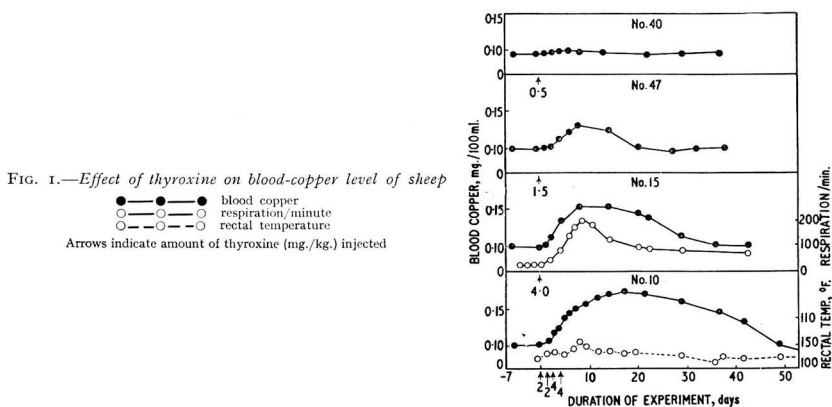 FIG. 1.—Effect of thyroxine on blood-copper level of sheep
blood copper
respiration/minute
rectal temperature
Arrows indicate amount of thyroxine (mg./kg.) injected
BLOOD COPPER, mg./100ml.
No. 40
0·15
0·10
0
0·5
No. 47
0·15
0·10
0
1·5
No. 15
0·15
0·10
0
4·0
2000
1000
0
RESPIRATION/min.
No. 10
0·15
0·10
0
110
150
100
RECTAL TEMP., °F.
2 2 4 4
-7 0 10 20 30 40 50
DURATION OF EXPERIMENT, days